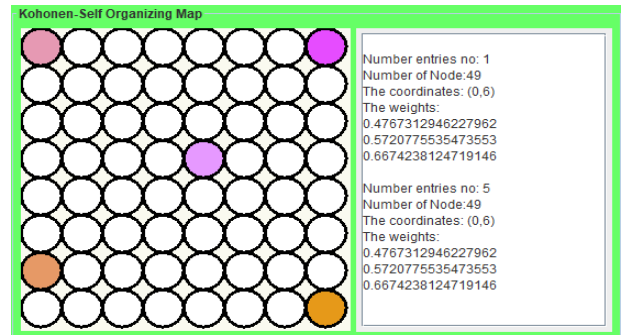 Kohonen-Self Organizing Map
Number entries no: 1
Number of Node:49
The coordinates: (0,6)
The weights:
0.4767312946227962
0.5720775535473553
0.6674238124719146
Number entries no: 5
Number of Node:49
The coordinates: (0,6)
The weights:
0.4767312946227962
0.5720775535473553
0.6674238124719146